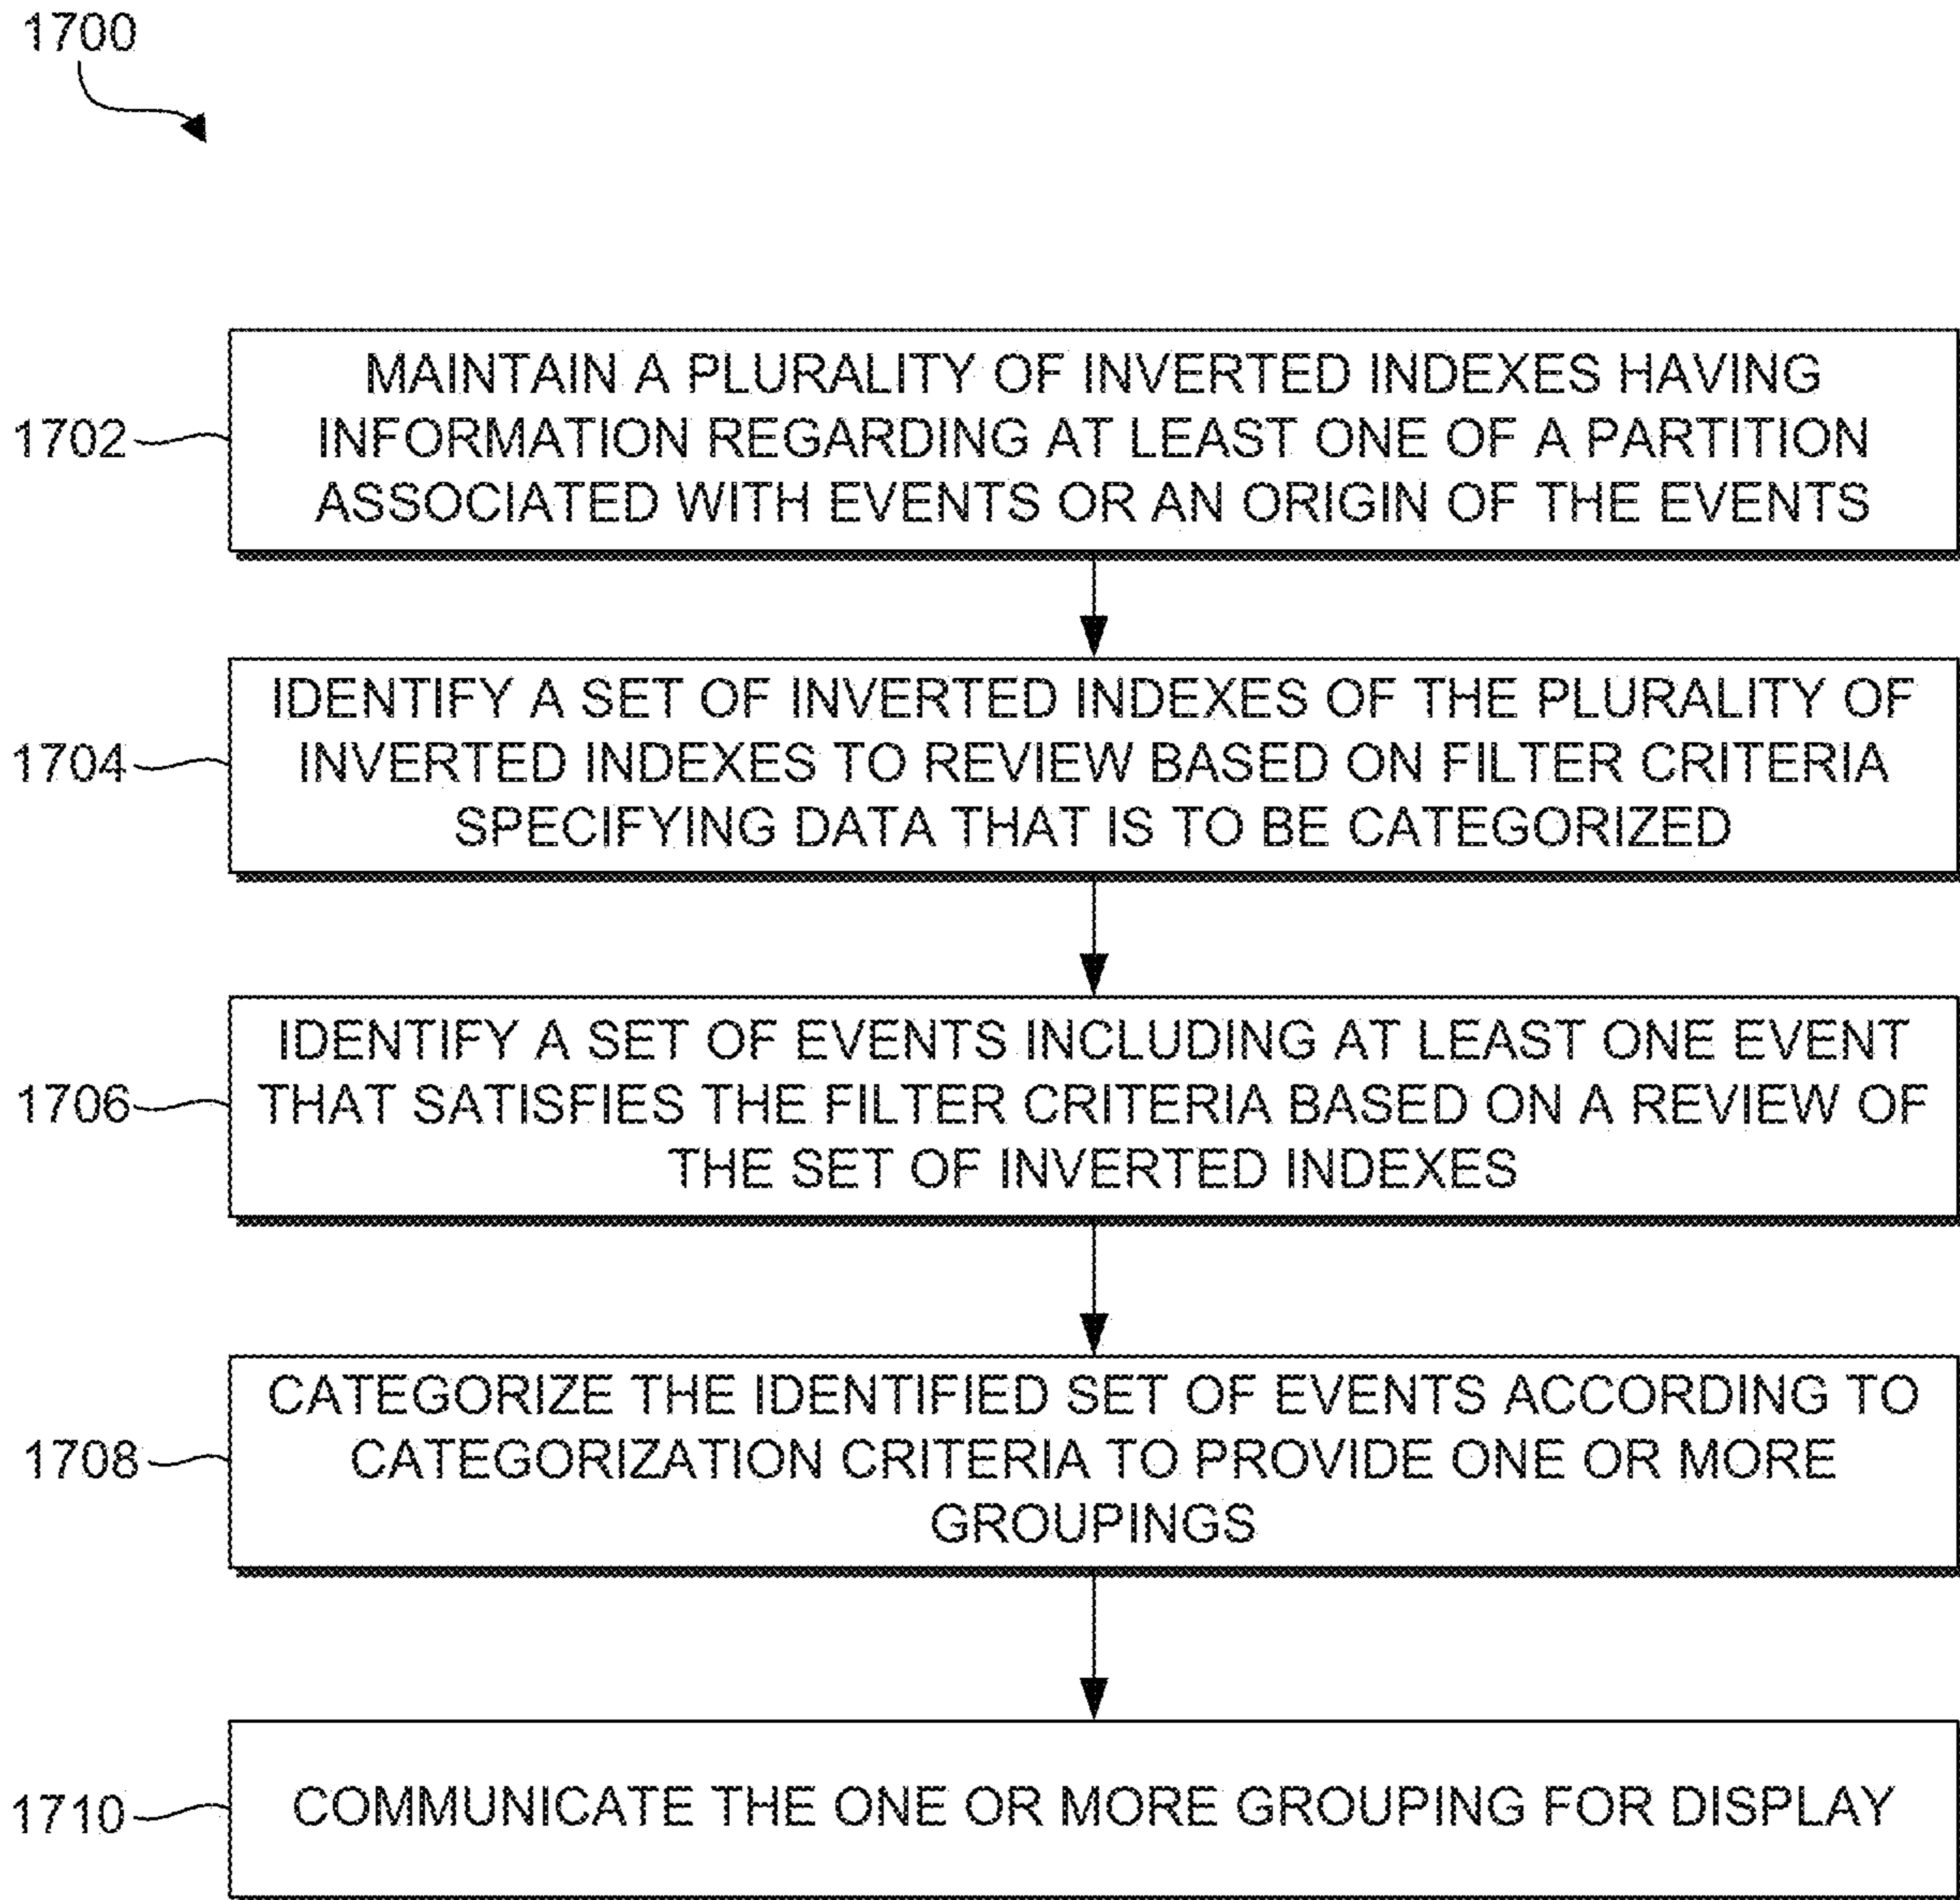 1700
MAINTAIN A PLURALITY OF INVERTED INDEXES HAVING
1702
INFORMATION REGARDING AT LEAST ONE OF A PARTITION
ASSOCIATED WITH EVENTS OR AN ORIGIN OF THE EVENTS
IDENTIFY A SET OF INVERTED INDEXES OF THE PLURALITY OF
1704
INVERTED INDEXES TO REVIEW BASED ON FILTER CRITERIA
SPECIFYING DATA THAT IS TO BE CATEGORIZED
IDENTIFY A SET OF EVENTS INCLUDING AT LEAST ONE EVENT
1706
THAT SATISFIES THE FILTER CRITERIA BASED ON A REVIEW OF
THE SET OF INVERTED INDEXES
CATEGORIZE THE IDENTIFIED SET OF EVENTS ACCORDING TO
1708
CATEGORIZATION CRITERIA TO PROVIDE ONE OR MORE
GROUPINGS
1710
COMMUNICATE THE ONE OR MORE GROUPING FOR DISPLAY